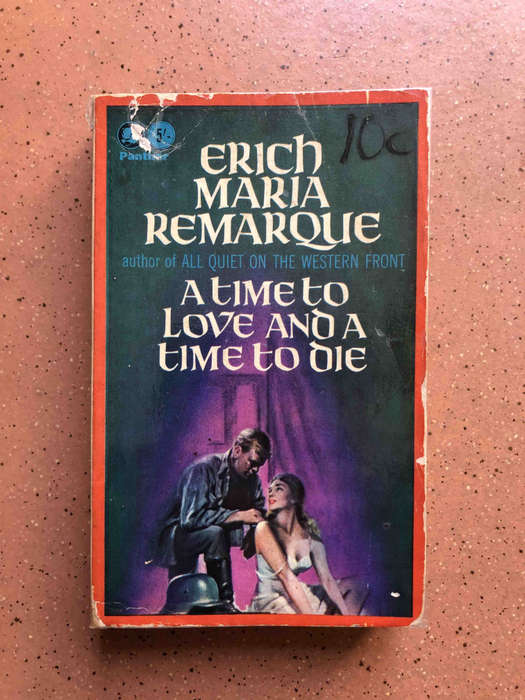 5/-
Panther
10c
ERICH
MARIA
REMARQUE
author of ALL QUIET ON THE WESTERN FRONT
A TIME TO
LOVE AND A
TIME TO DIE